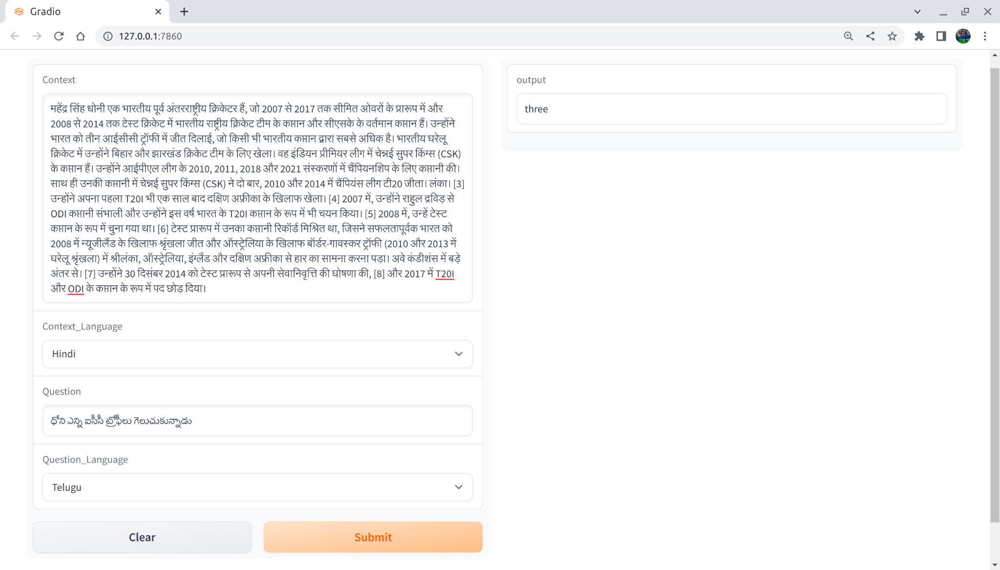 Gradio
127.0.0.1:7860
Context
महेंद्र सिंह धोनी एक भारतीय पूर्व अंतरराष्ट्रीय क्रिकेटर हैं, जो 2007 से 2017 तक सीमित ओवरों के प्रारूप में और
2008 से 2014 तक टेस्ट क्रिकेट में भारतीय राष्ट्रीय क्रिकेट टीम के कप्तान और सीएसके के वर्तमान कप्तान हैं। उन्होंने
भारत को तीन आईसीसी ट्रॉफी में जीत दिलाई, जो किसी भी भारतीय कप्तान द्वारा सबसे अधिक है। भारतीय घरेलू
क्रिकेट में उन्होंने बिहार और झारखंड क्रिकेट टीम के लिए खेला। वह इंडियन प्रीमियर लीग में चेन्नई सुपर किंग्स (CSK)
के कप्तान हैं। उन्होंने आईपीएल लीग के 2010, 2011, 2018 और 2021 संस्करणों में चैंपियनशिप के लिए कप्तानी की।
साथ ही उनकी कप्तानी में चेन्नई सुपर किंग्स (CSK) ने दो बार, 2010 और 2014 में चैंपियंस लीग टी20 जीता। लंका। [3]
उन्होंने अपना पहला T20I भी एक साल बाद दक्षिण अफ्रीका के खिलाफ खेला। [4] 2007 में, उन्होंने राहुल द्रविड़ से
ODI कप्तानी संभाली और उन्होंने इस वर्ष भारत के T20I कप्तान के रूप में भी चयन किया। [5] 2008 में, उन्हें टेस्ट
कप्तान के रूप में चुना गया था। [6] टेस्ट प्रारूप में उनका कप्तानी रिकॉर्ड मिश्रित था, जिसने सफलतापूर्वक भारत को
2008 में न्यूजीलैंड के खिलाफ श्रृंखला जीत और ऑस्ट्रेलिया के खिलाफ बॉर्डर-गावस्कर ट्रॉफी (2010 और 2013 में
घरेलू श्रृंखला) में श्रीलंका, ऑस्ट्रेलिया, इंग्लैंड और दक्षिण अफ्रीका से हार का सामना करना पड़ा। अवे कंडीशंस में बड़े
अंतर से। [7] उन्होंने 30 दिसंबर 2014 को टेस्ट प्रारूप से अपनी सेवानिवृत्ति की घोषणा की, [8] और 2017 में T20I
और ODI के कप्तान के रूप में पद छोड़ दिया।
Context_Language
Hindi
Question
ధోని ఎన్ని ఐసీసీ ట్రోఫీలు గెలుచుకున్నాడు
Question_Language
Telugu
Clear
Submit
output
three